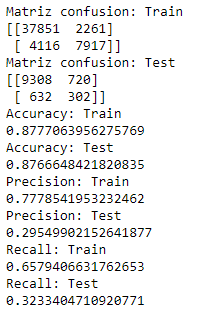 Matriz confusion: Train
[[37851 2261]
[ 4116 7917]]
Matriz confusion: Test
[[9308 720]
[ 632 302]]
Accuracy: Train
0.8777063956275769
Accuracy: Test
0.8766648421820835
Precision: Train
0.7778541953232462
Precision: Test
0.29549902152641877
Recall: Train
0.6579406631762653
Recall: Test
0.3233404710920771